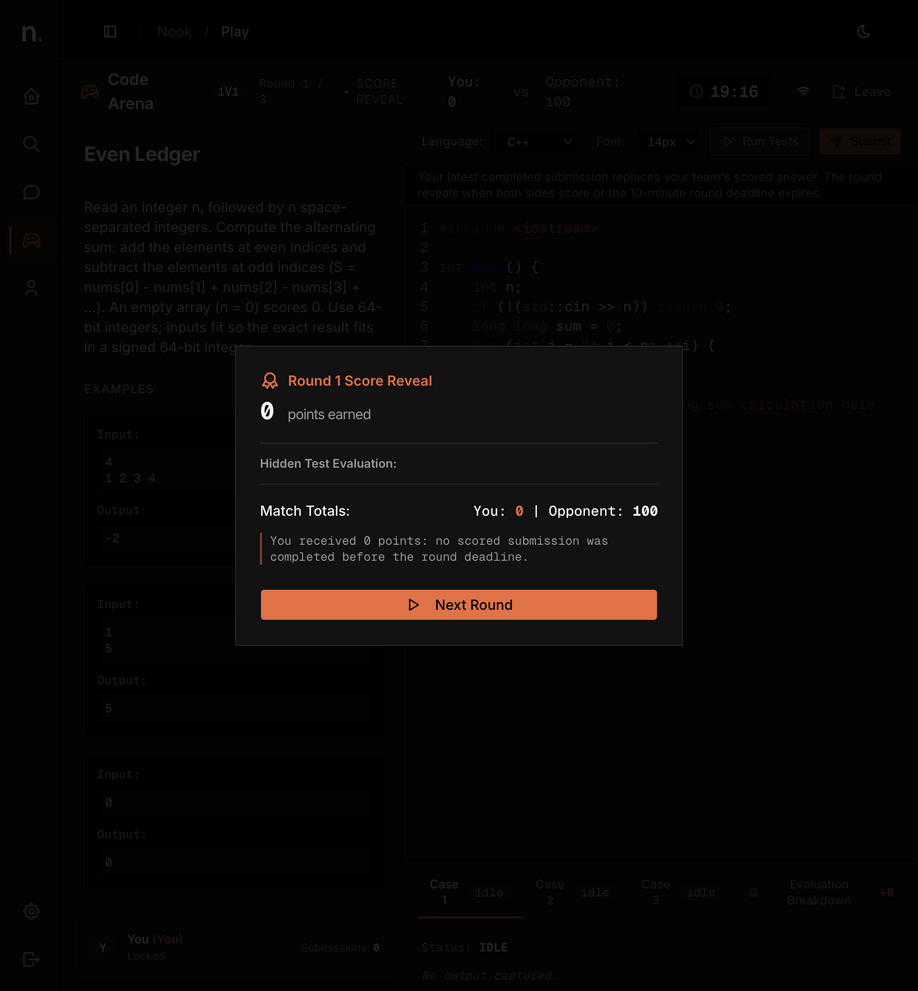 n.
Nook / Play
Code
Arena
1V1
Round 1 /
3
• SCORE
REVEAL
You:
0
vs
Opponent:
100
19:16
Leave
Even Ledger
Read an integer n, followed by n space-
separated integers. Compute the alternating
sum: add the elements at even indices and
subtract the elements at odd indices (S =
nums[0] - nums[1] + nums[2] - nums[3] +
...). An empty array (n = 0) scores 0. Use 64-
bit integers; inputs fit so the exact result fits
in a signed 64-bit integer.
EXAMPLES
Input:
4
1 2 3 4
Output:
-2
Input:
1
5
Output:
5
Input:
0
Output:
0
Y
You (You)
Locked
Submissions: 0
Language:
C++
Font:
14px
Run Tests
Submit
Your latest completed submission replaces your team's scored answer. The round
reveals when both sides score or the 10-minute round deadline expires.
1 #include <iostream>
2
3 int main() {
4 int n;
5 if (!(std::cin >> n)) return 0;
6 long long sum = 0;
7 for (int i = 0; i < n; ++i) {
sum calculation here
Round 1 Score Reveal
0 points earned
Hidden Test Evaluation:
Match Totals:
You: 0 | Opponent: 100
You received 0 points: no scored submission was
completed before the round deadline.
Next Round
Case
1
idle
Case
2
idle
Case
3
idle
Evaluation
Breakdown
+0
Status: IDLE
No output captured.